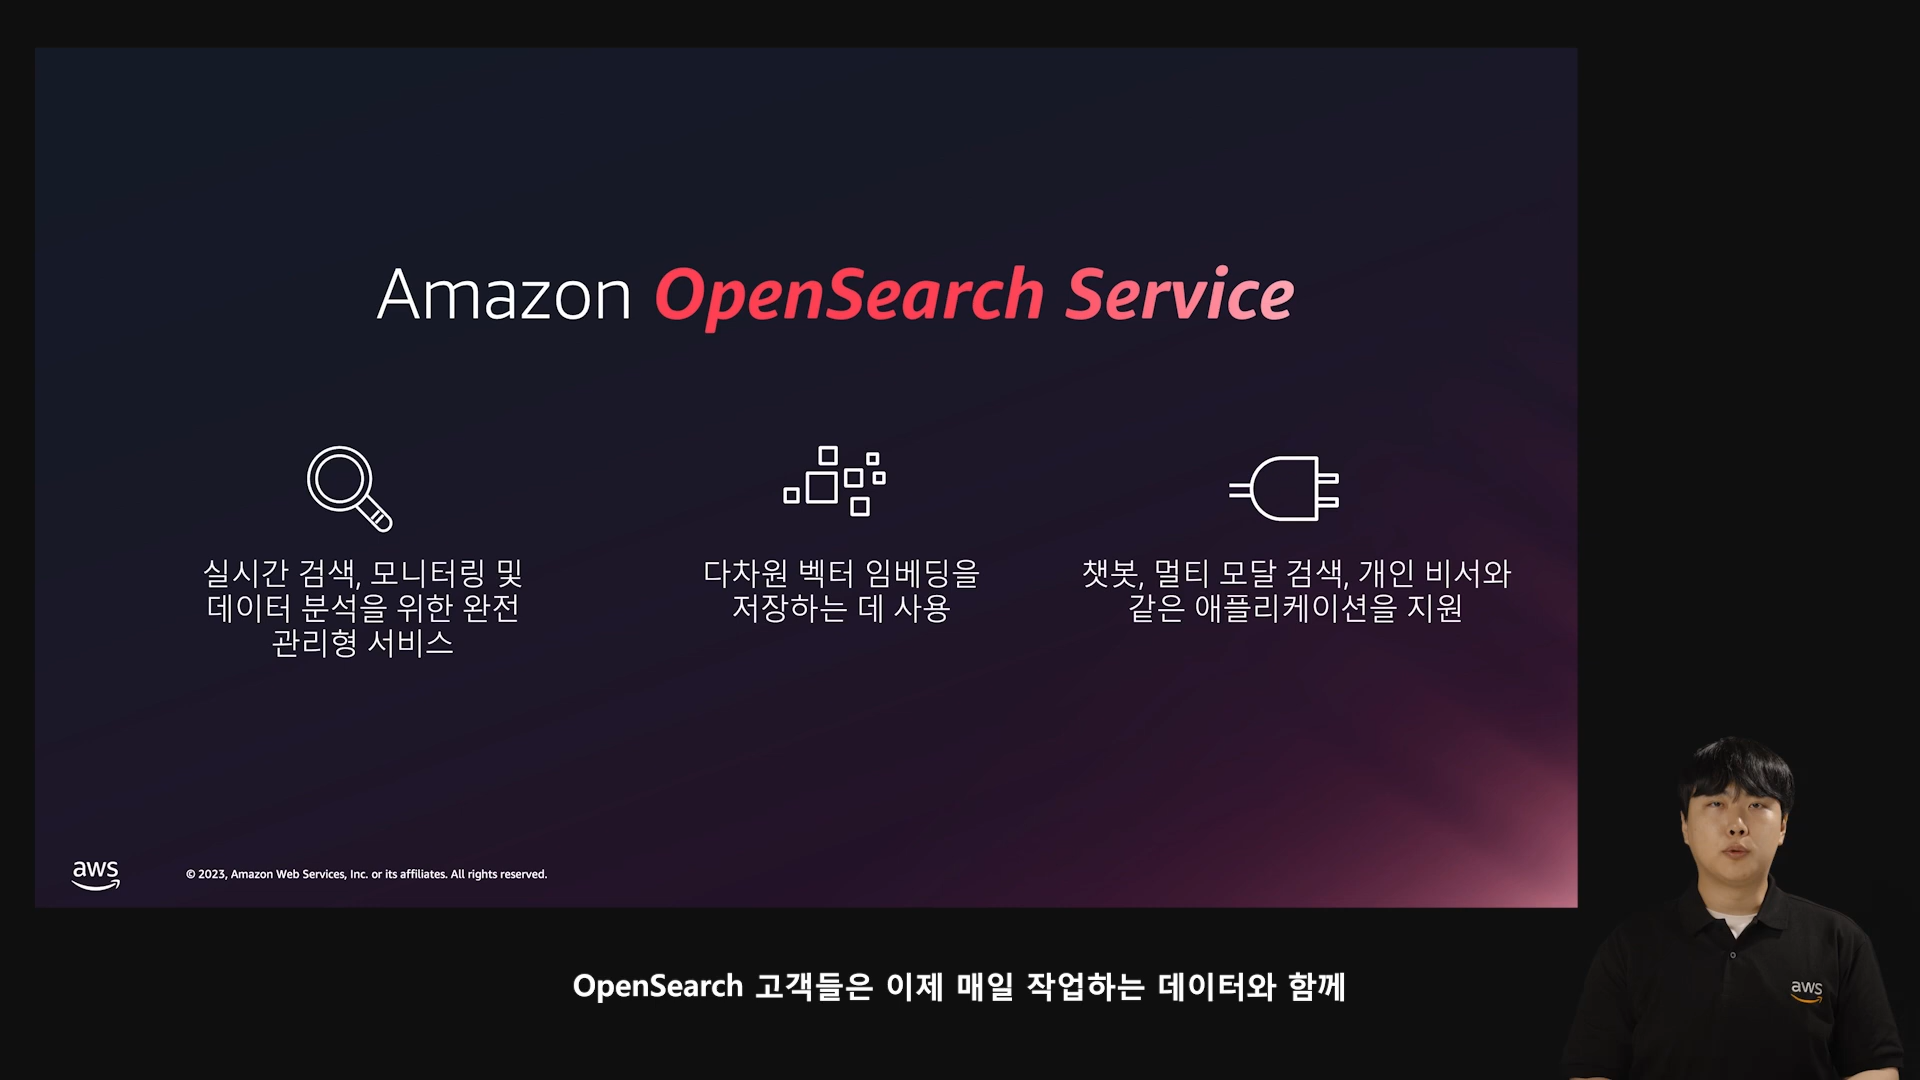 Amazon OpenSearch Service
실시간 검색, 모니터링 및
데이터 분석을 위한 완전
관리형 서비스
다차원 벡터 임베딩을
저장하는 데 사용
챗봇, 멀티 모달 검색, 개인 비서와
같은 애플리케이션을 지원
aws
© 2023, Amazon Web Services, Inc. or its affiliates. All rights reserved.
aws
OpenSearch 고객들은 이제 매일 작업하는 데이터와 함께